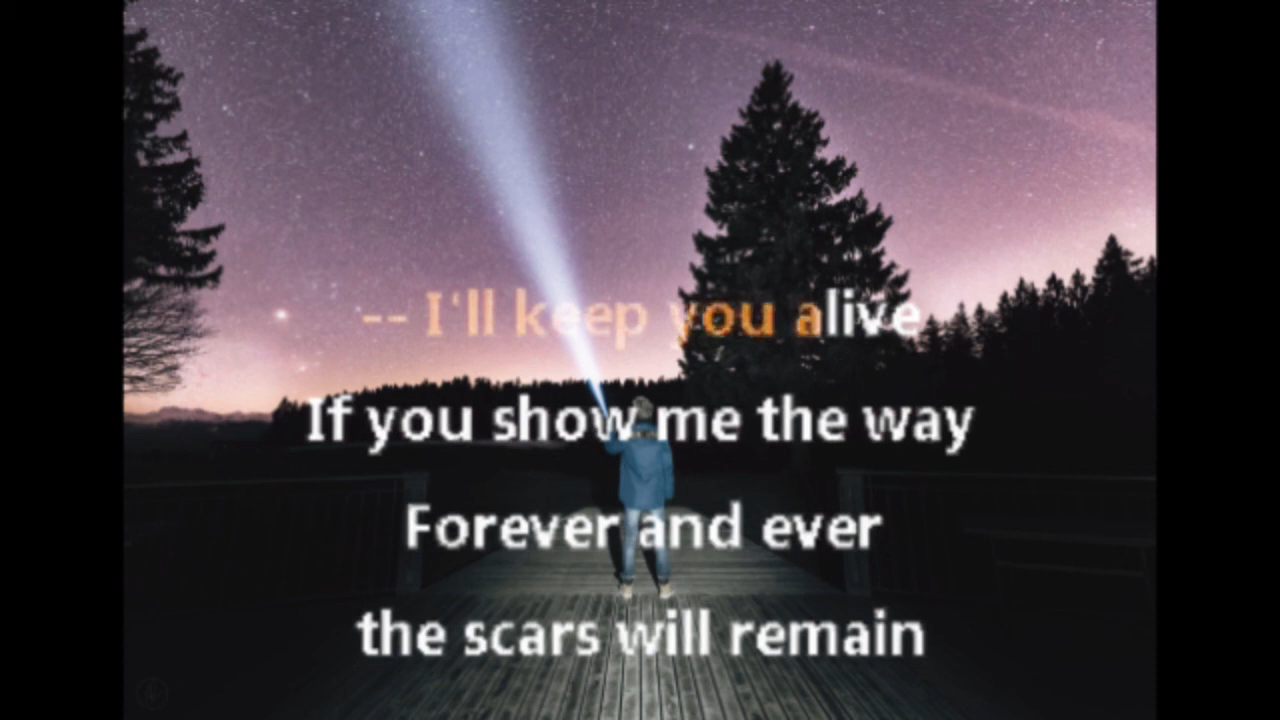 -- I'll keep you alive
If you show me the way
Forever and ever
the scars will remain